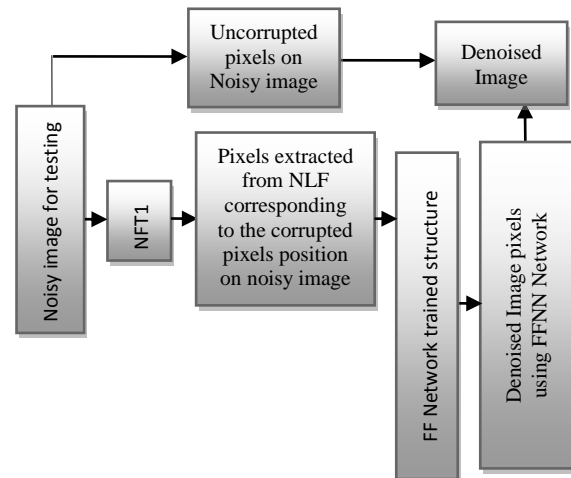 Uncorrupted
pixels on
Noisy image
Denoised
Image
Noisy image for testing
NFT1
Pixels extracted
from NLF
corresponding
to the corrupted
pixels position
on noisy image
FF Network trained structure
Denoised Image pixels
using FFNN Network